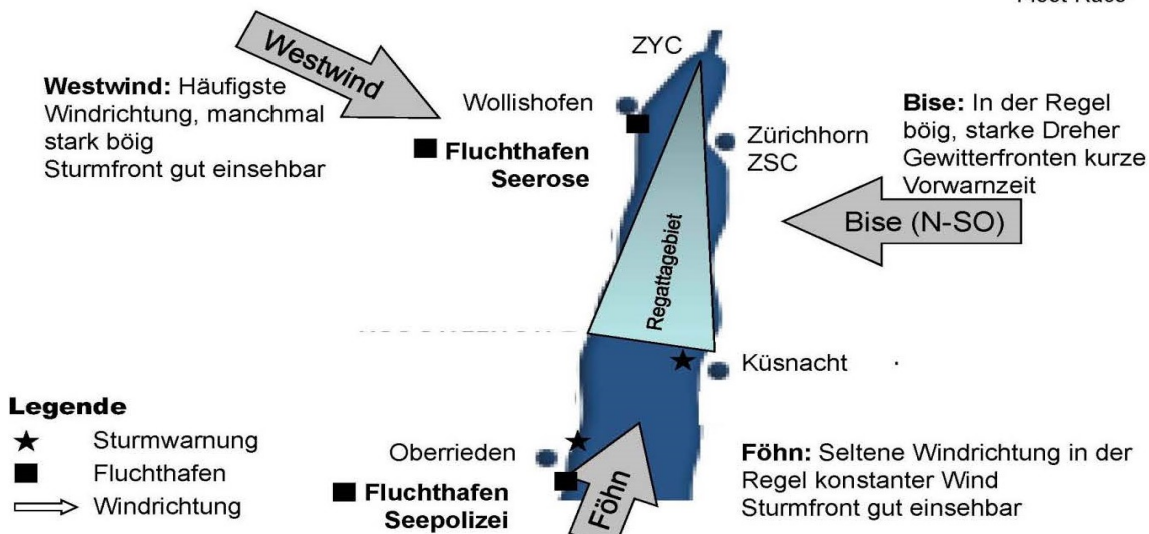 Westwind
ZYC
Westwind: Häufigste
Windrichtung, manchmal
stark böig
Sturmfront gut einsehbar
Wollishofen
Fluchthafen
Seerose
Zürichhorn
ZSC
Bise: In der Regel
böig, starke Dreher
Gewitterfronten kurze
Vorwarnzeit
Bise (N-SO)
Regattagebiet
Küsnacht
Legende
Sturmwarnung
Fluchthafen
Windrichtung
Oberrieden
Fluchthafen
Seepolizei
Föhn
Föhn: Seltene Windrichtung in der
Regel konstanter Wind
Sturmfront gut einsehbar